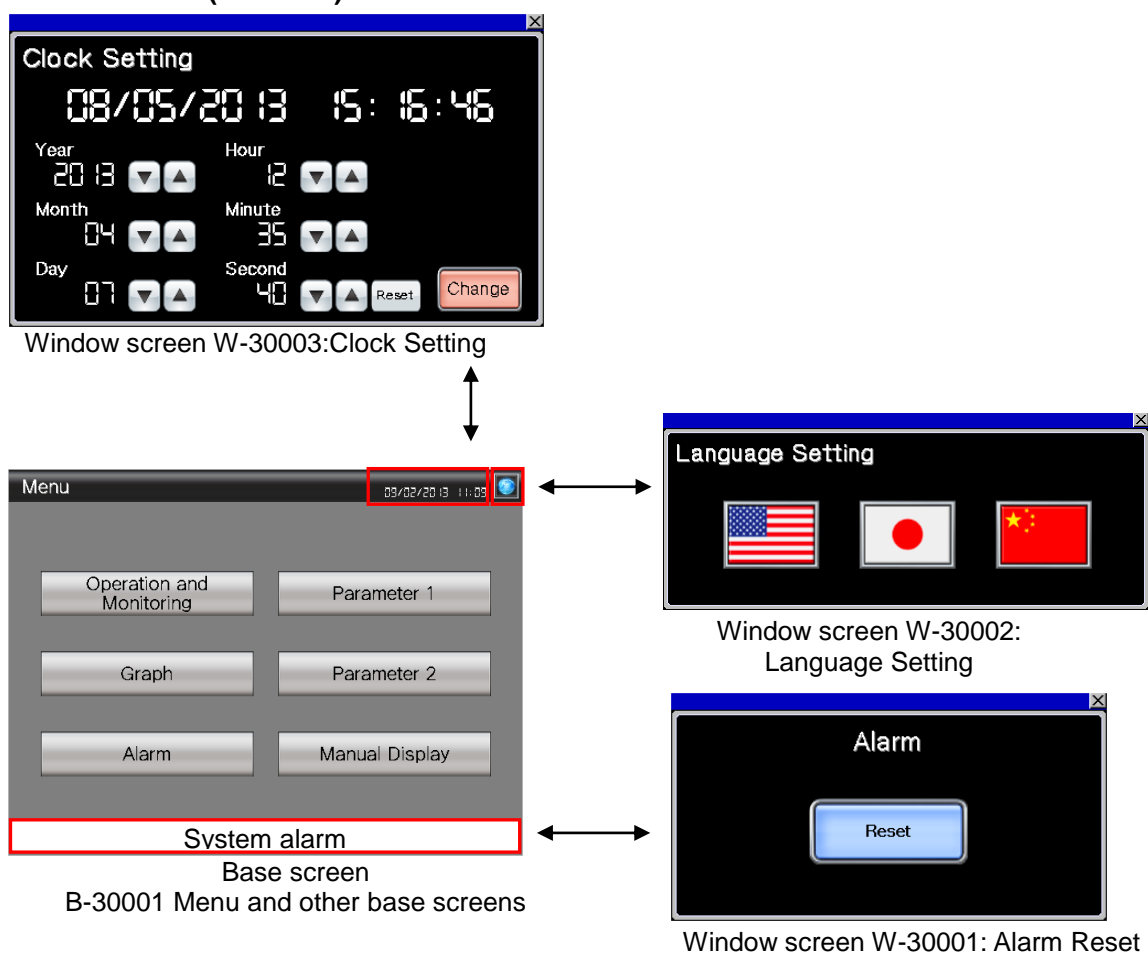 Clock Setting
08/05/2013 15:16:46
Year Hour
2013 12
Month Minute
04 35
Day Second
07 40 Reset Change
Window screen W-30003:Clock Setting
Menu 09/02/2013 11:09
Operation and
Monitoring
Parameter 1
Graph
Parameter 2
Alarm
Manual Display
System alarm
Base screen
B-30001 Menu and other base screens
Language Setting
Window screen W-30002:
Language Setting
Alarm
Reset
Window screen W-30001: Alarm Reset